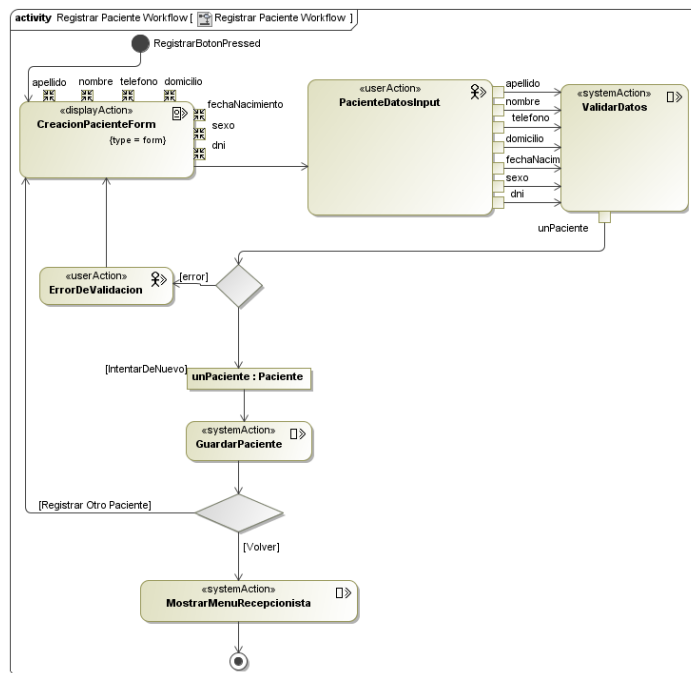 activity Registrar Paciente Workflow [ Registrar Paciente Workflow ]
RegistrarBotonPressed
apellido nombre telefono domicilio
«displayAction»
CreacionPacienteForm
{type = form}
fechaNacimiento
sexo
dni
«userAction»
PacienteDatosInput
apellido
nombre
telefono
domicilio
fechaNacim
sexo
dni
«systemAction»
ValidarDatos
unPaciente
«userAction»
ErrorDeValidacion
[error]
[IntentarDeNuevo]
unPaciente : Paciente
«systemAction»
GuardarPaciente
[Registrar Otro Paciente]
[Volver]
«systemAction»
MostrarMenuRecepcionista